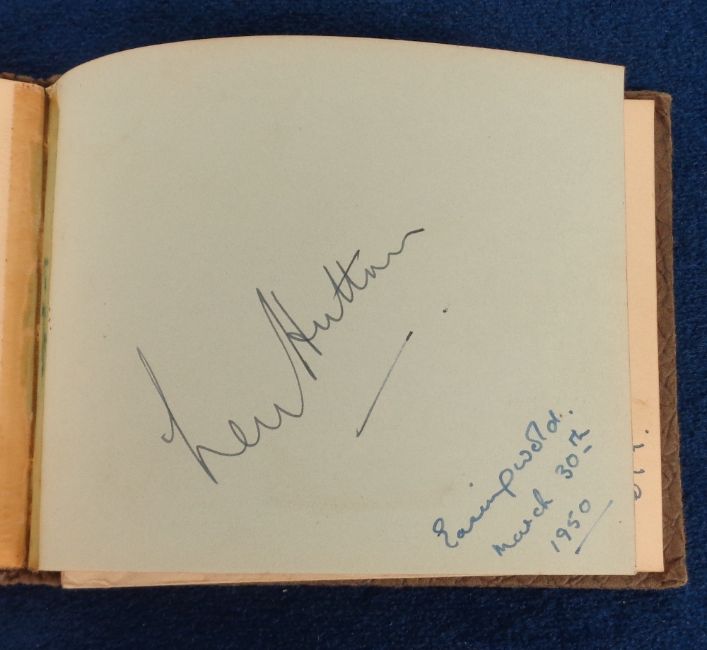 Len Hutton
Easingwold.
March 30th
1950